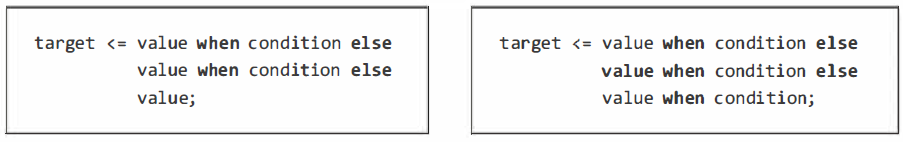 target <= value when condition else
value when condition else
value;
target <= value when condition else
value when condition else
value when condition;